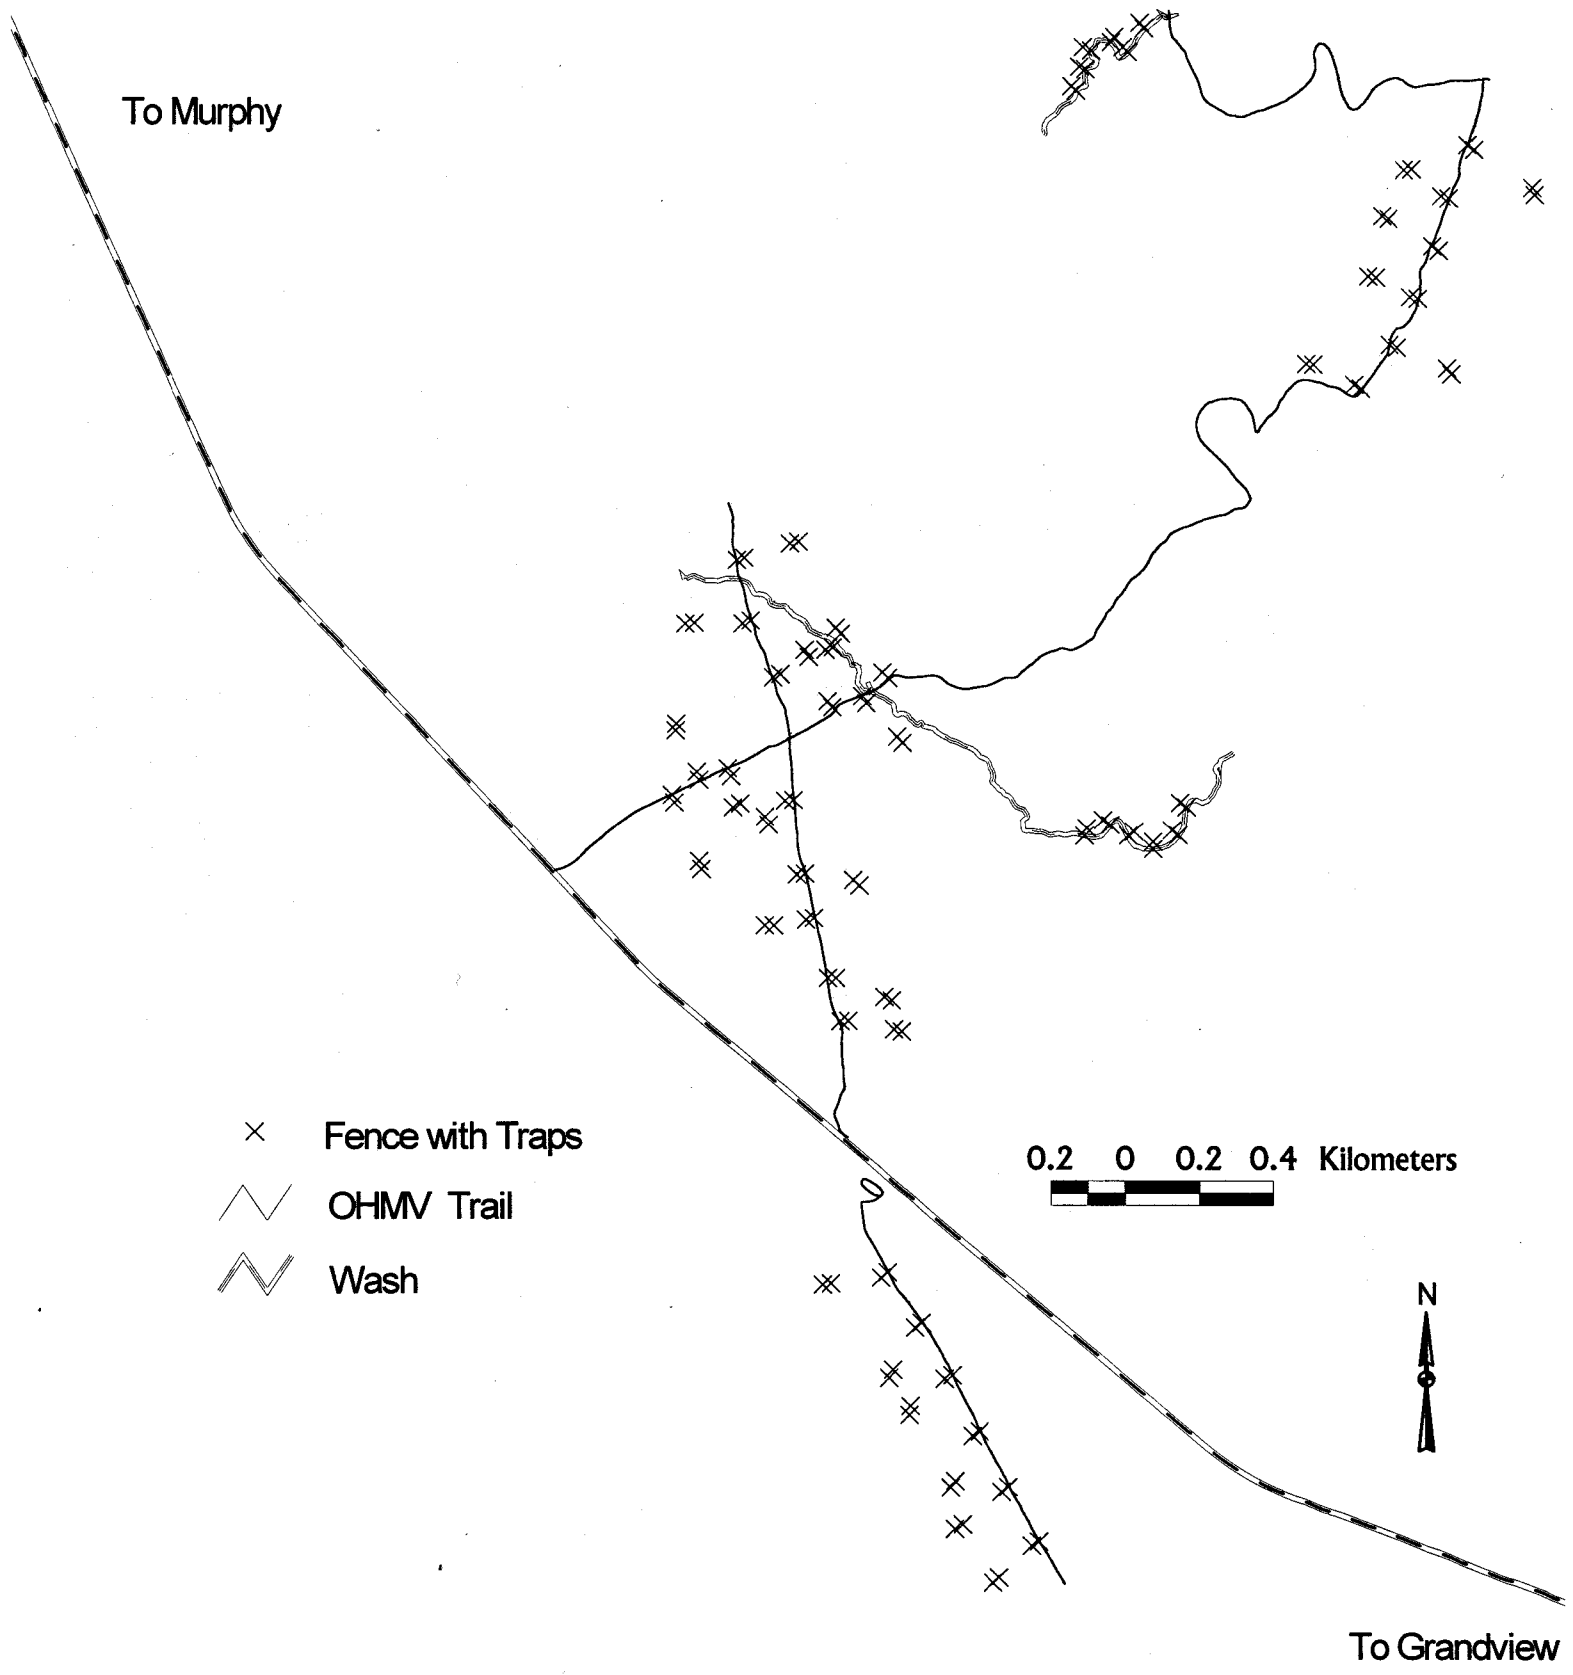 To Murphy
Fence with Traps
OHMV Trail
Wash
0.2 0 0.2 0.4 Kilometers
N
To Grandview